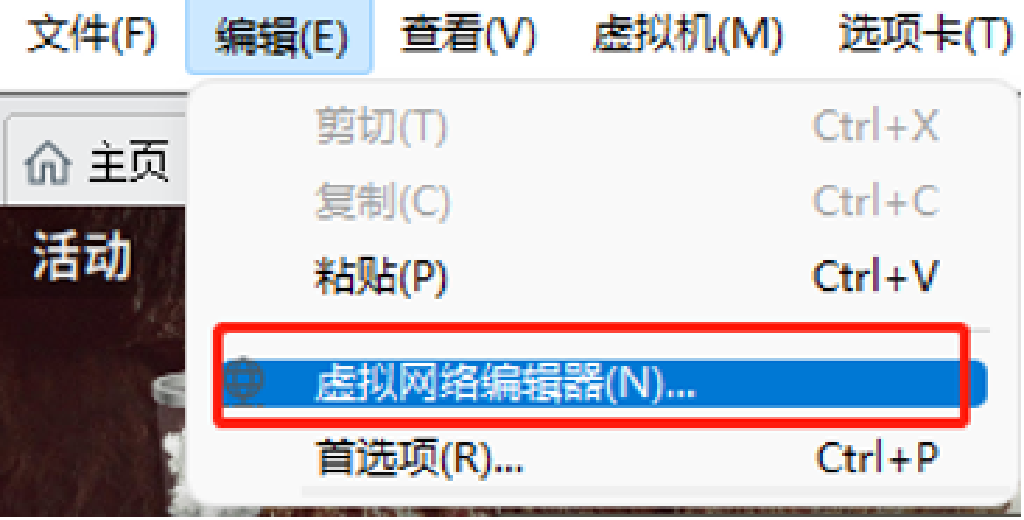 文件(F) 编辑(E) 查看(V) 虚拟机(M) 选项卡(T)
剪切(T) Ctrl+X
主页
复制(C) Ctrl+C
活动
粘贴(P) Ctrl+V
虚拟网络编辑器(N)...
首选项(R)... Ctrl+P